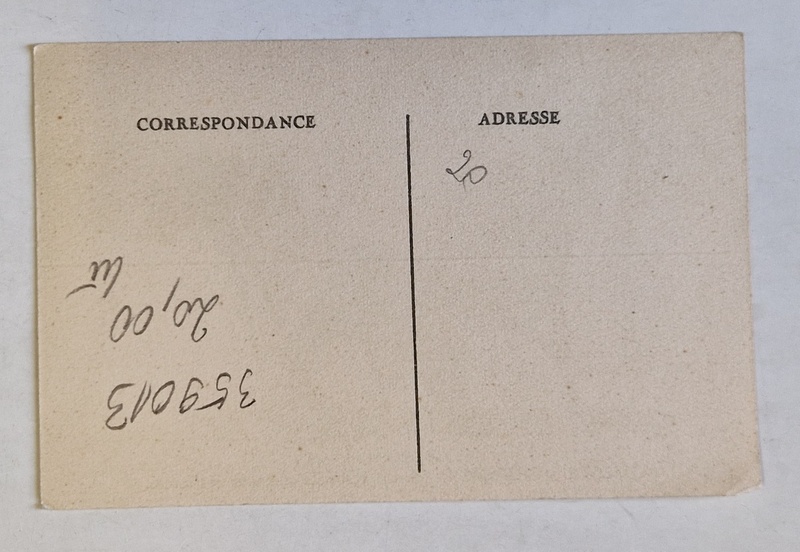 CORRESPONDANCE
ADRESSE
20
359013
20,00